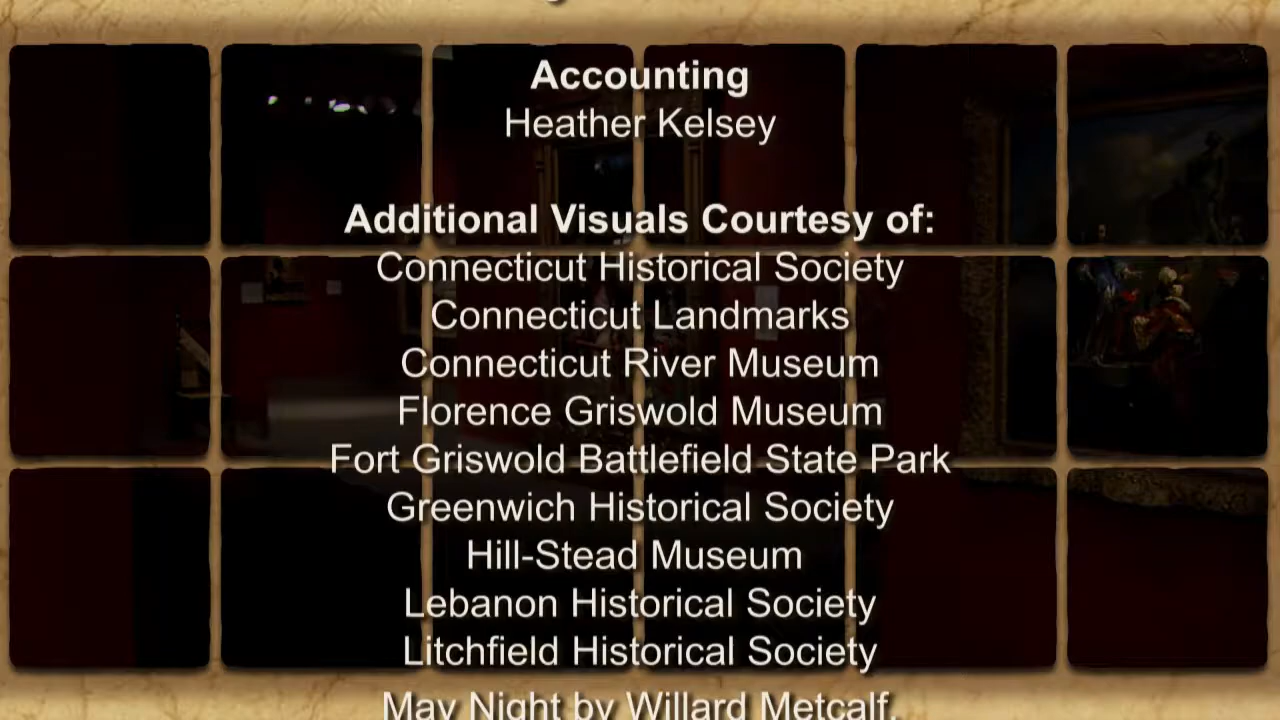 Accounting
Heather Kelsey
Additional Visuals Courtesy of:
Connecticut Historical Society
Connecticut Landmarks
Connecticut River Museum
Florence Griswold Museum
Fort Griswold Battlefield State Park
Greenwich Historical Society
Hill-Stead Museum
Lebanon Historical Society
Litchfield Historical Society
May Night by Willard Metcalf,